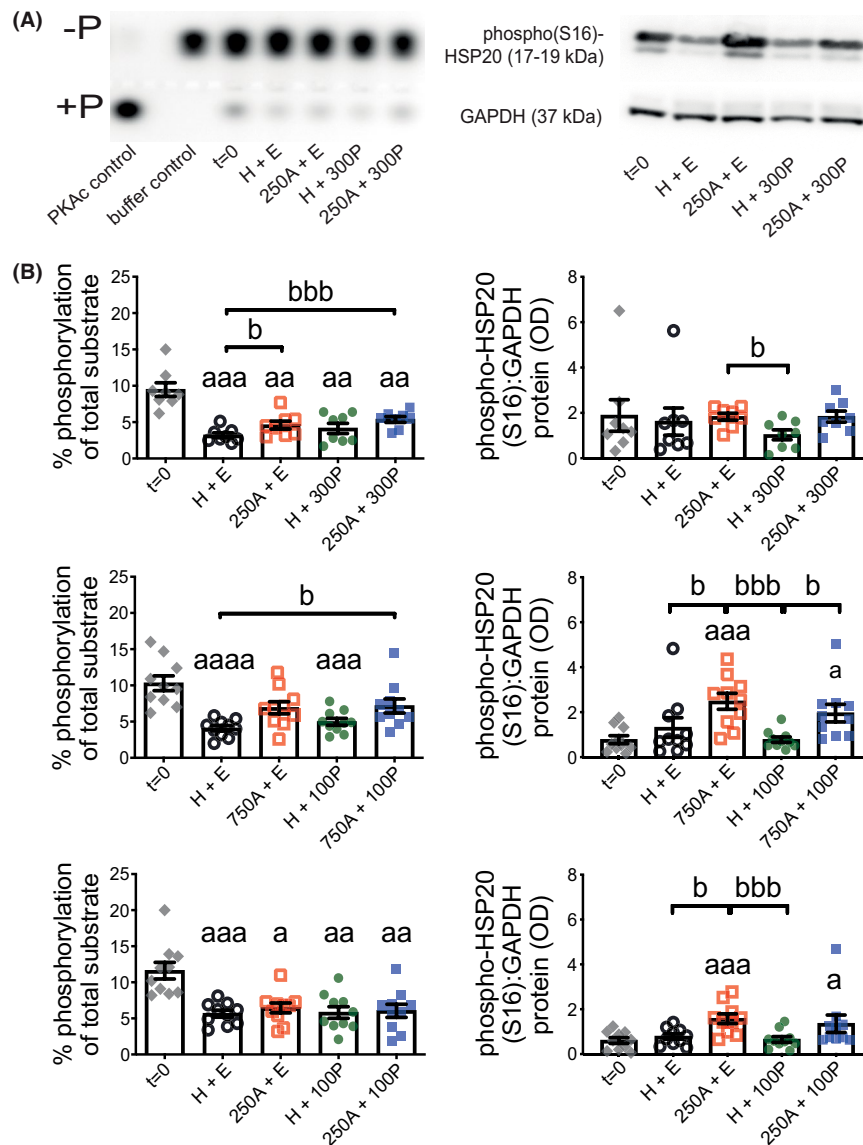 (A)
-P
+P
PKAc control
buffer control
t=0
H + E
250A + E
H + 300P
250A + 300P
phospho(S16)-
HSP20 (17-19 kDa)
GAPDH (37 kDa)
t=0
H + E
250A + E
H + 300P
250A + 300P
(B)
% phosphorylation
of total substrate
25
20
15
10
5
0
bbb
b
aaa
aa
aa
aa
t=0
H + E
250A + E
H + 300P
250A + 300P
phospho-HSP20
(S16):GAPDH
protein (OD)
8
6
4
2
0
b
t=0
H + E
250A + E
H + 300P
250A + 300P
% phosphorylation
of total substrate
25
20
15
10
5
0
b
aaaa
aaa
t=0
H + E
750A + E
H + 100P
750A + 100P
phospho-HSP20
(S16):GAPDH
protein (OD)
8
6
4
2
0
b
bbb
b
aaa
a
t=0
H + E
750A + E
H + 100P
750A + 100P
% phosphorylation
of total substrate
25
20
15
10
5
0
aaa
a
aa
aa
t=0
H + E
250A + E
H + 100P
250A + 100P
phospho-HSP20
(S16):GAPDH
protein (OD)
8
6
4
2
0
b
bbb
aaa
a
t=0
H + E
250A + E
H + 100P
250A + 100P